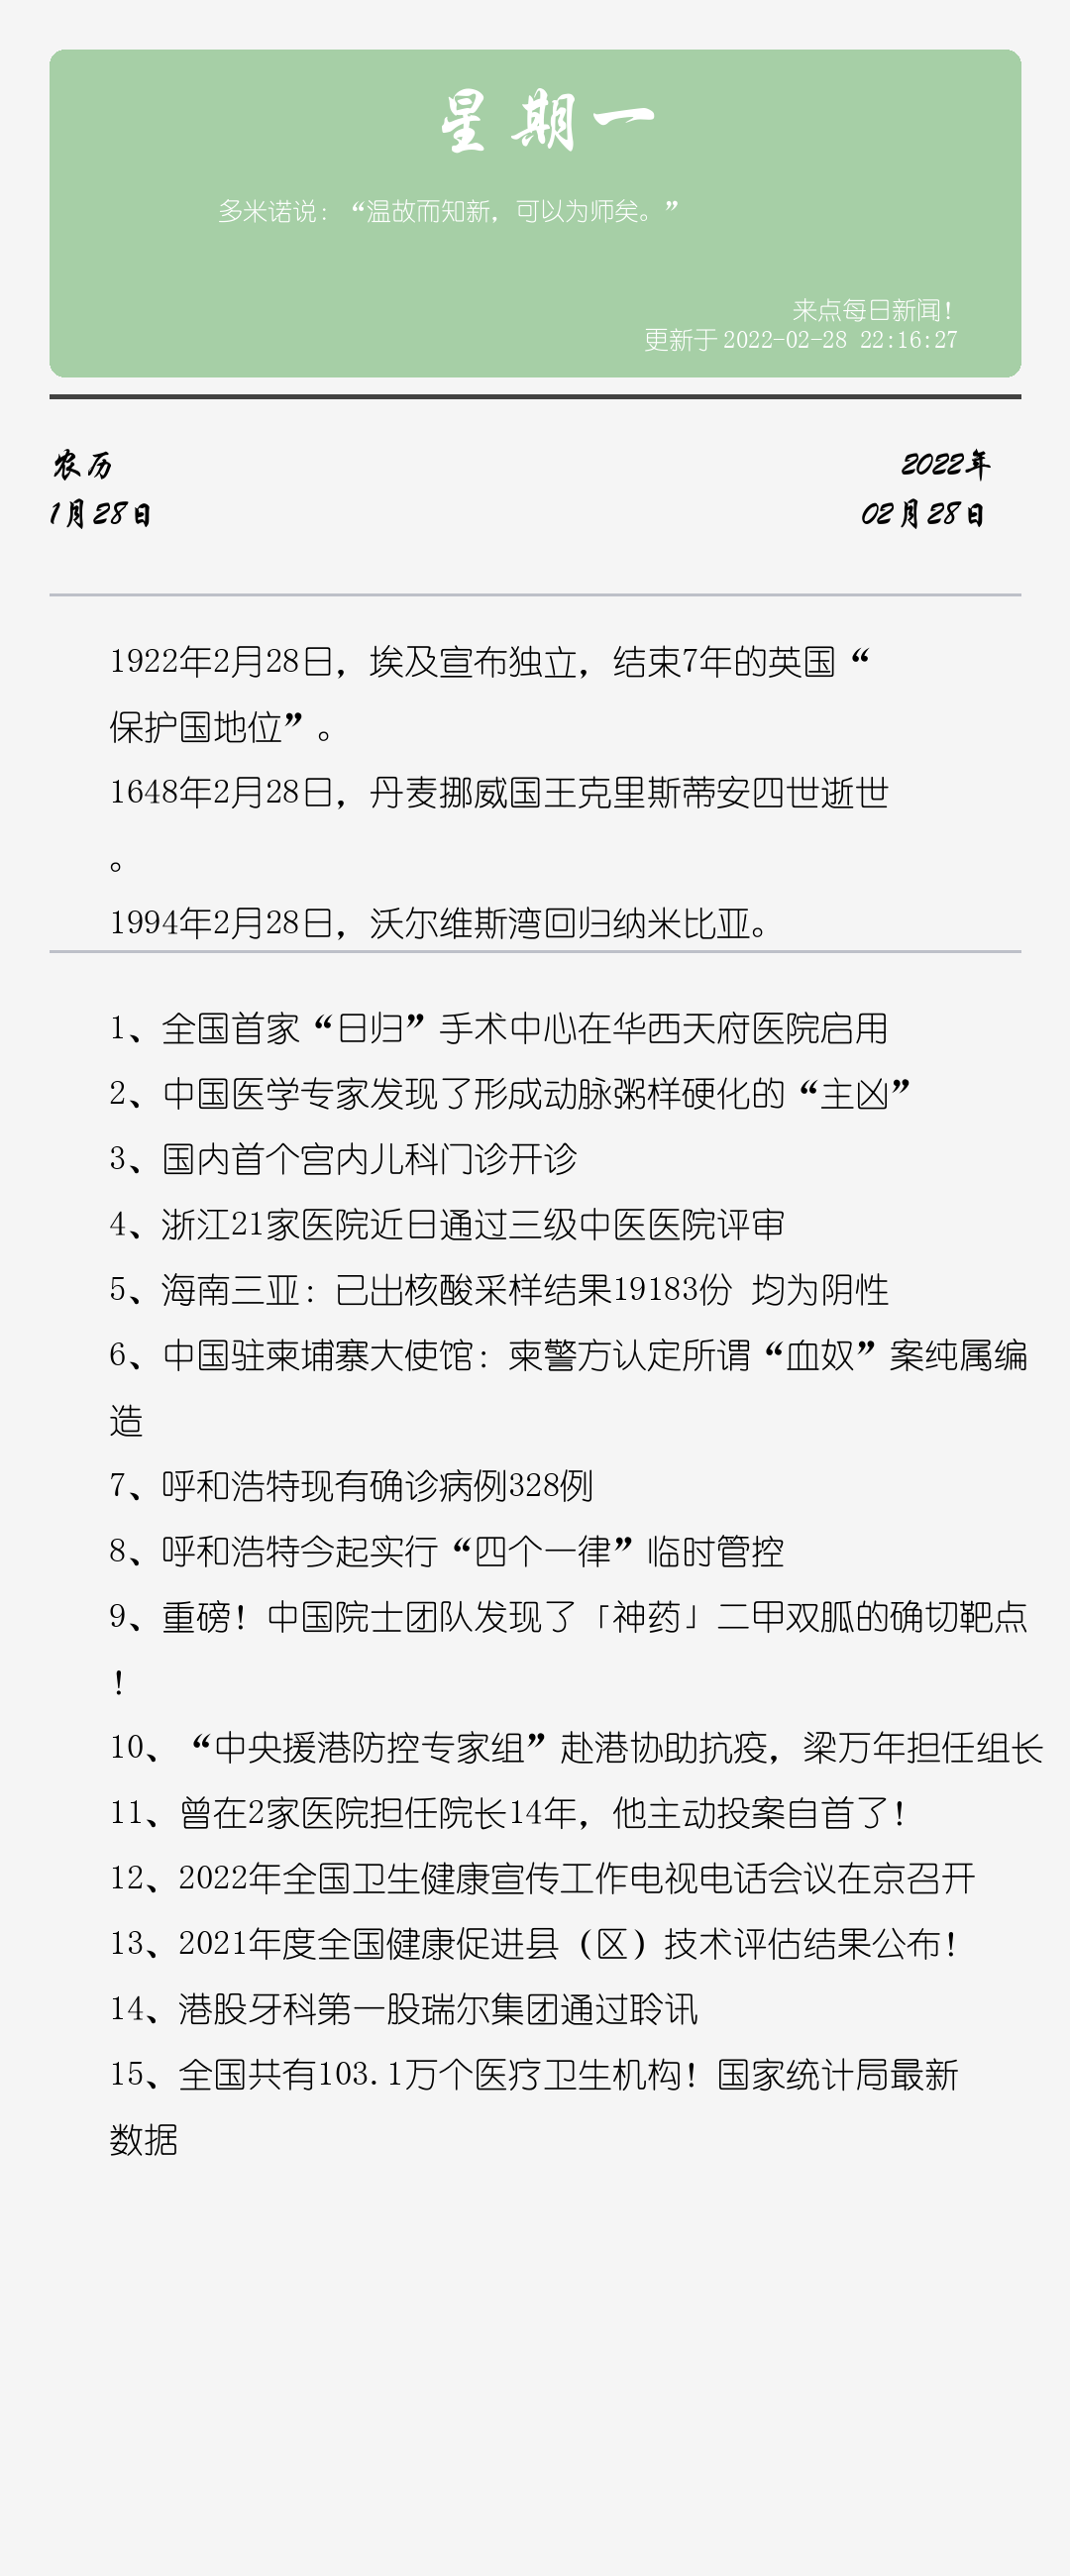 星期一
多米诺说：“温故而知新，可以为师矣。”
来点每日新闻！
更新于 2022-02-28 22:16:27
农历
2022年
1月28日
02月28日
1922年2月28日，埃及宣布独立，结束7年的英国“
保护国地位”。
1648年2月28日，丹麦挪威国王克里斯蒂安四世逝世
。
1994年2月28日，沃尔维斯湾回归纳米比亚。
1、全国首家“日归”手术中心在华西天府医院启用
2、中国医学专家发现了形成动脉粥样硬化的“主凶”
3、国内首个宫内儿科门诊开诊
4、浙江21家医院近日通过三级中医医院评审
5、海南三亚：已出核酸采样结果19183份 均为阴性
6、中国驻柬埔寨大使馆：柬警方认定所谓“血奴”案纯属编
造
7、呼和浩特现有确诊病例328例
8、呼和浩特今起实行“四个一律”临时管控
9、重磅！中国院士团队发现了「神药」二甲双胍的确切靶点
！
10、“中央援港防控专家组”赴港协助抗疫，梁万年担任组长
11、曾在2家医院担任院长14年，他主动投案自首了！
12、2022年全国卫生健康宣传工作电视电话会议在京召开
13、2021年度全国健康促进县（区）技术评估结果公布！
14、港股牙科第一股瑞尔集团通过聆讯
15、全国共有103.1万个医疗卫生机构！国家统计局最新
数据